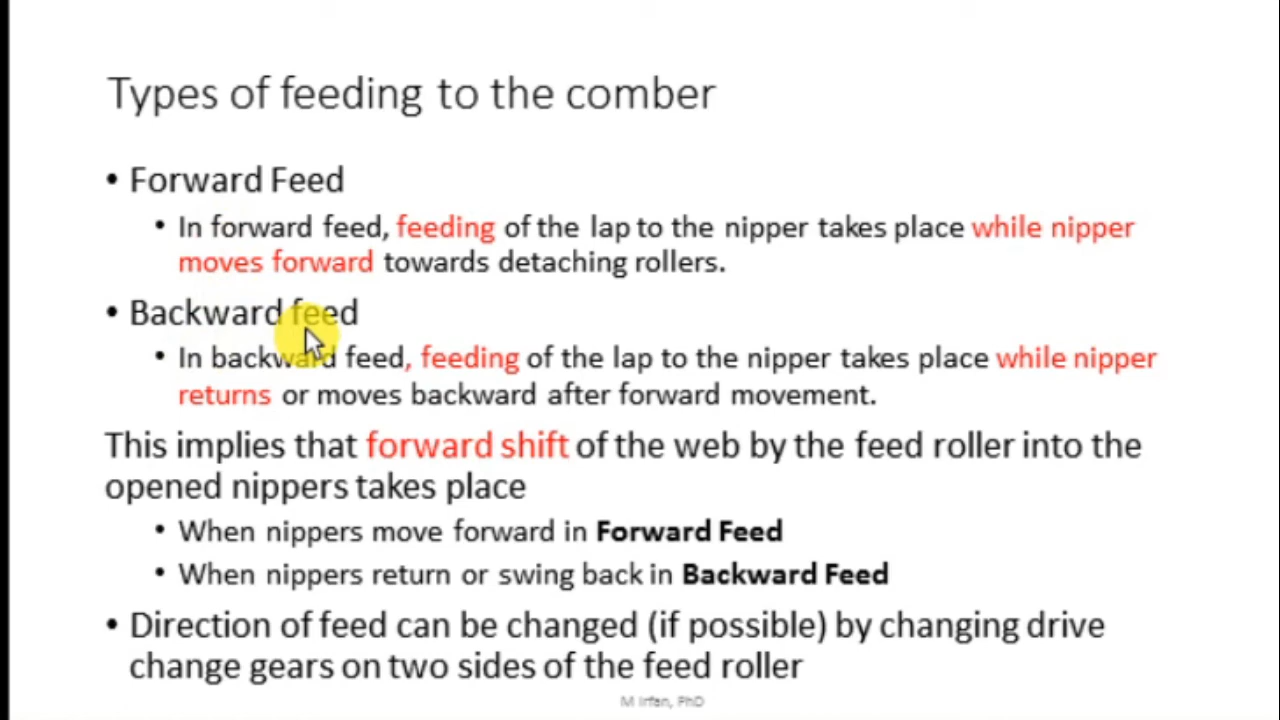 Types of feeding to the comber
• Forward Feed
• In forward feed, feeding of the lap to the nipper takes place while nipper
moves forward towards detaching rollers.
• Backward feed
• In backward feed, feeding of the lap to the nipper takes place while nipper
returns or moves backward after forward movement.
This implies that forward shift of the web by the feed roller into the
opened nippers takes place
• When nippers move forward in Forward Feed
• When nippers return or swing back in Backward Feed
• Direction of feed can be changed (if possible) by changing drive
change gears on two sides of the feed roller
M Irfan, PhD